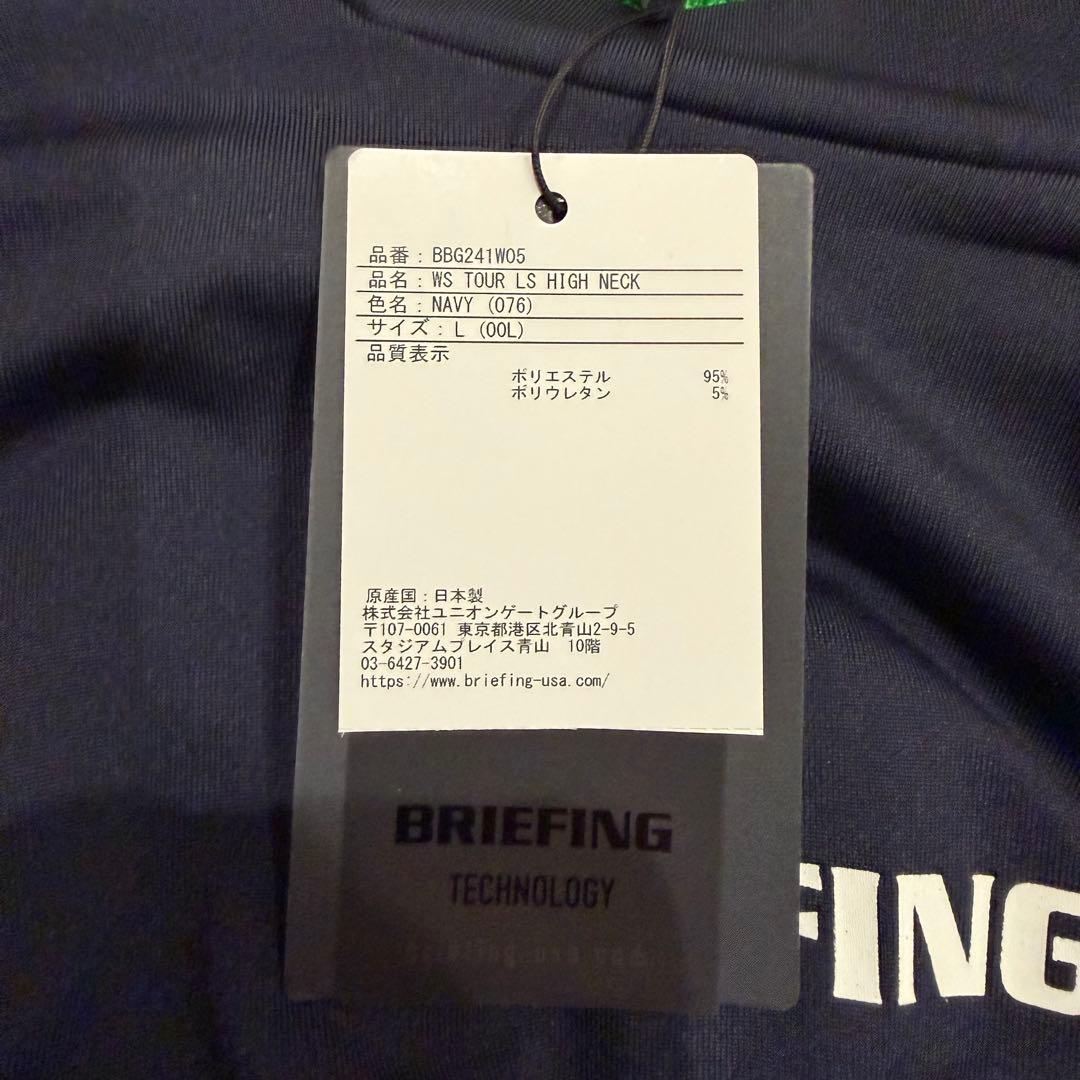 品番：BBG241W05
品名：WS TOUR LS HIGH NECK
色名：NAVY (076)
サイズ：L (00L)
品質表示
ポリエステル 95%
ポリウレタン 5%
原産国：日本製
株式会社ユニオンゲートグループ
〒107-0061 東京都港区北青山2-9-5
スタジアムプレイス青山 10階
03-6427-3901
https://www.briefing-usa.com/
BRIEFING
TECHNOLOGY
FING